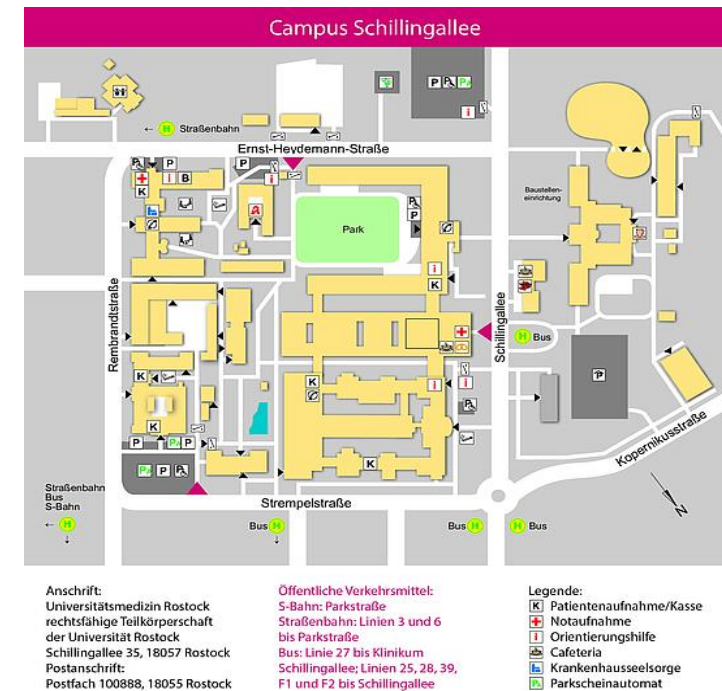 Campus Schillingallee
Straßenbahn
Ernst-Heydemann-Straße
Baustellen-
einrichtung
Park
Rembrandtstraße
Schillingallee
Bus
Kopernikusstraße
Straßenbahn
Bus
S-Bahn
Strempelstraße
N
Bus
Bus
Bus
Anschrift:
Universitätsmedizin Rostock
rechtsfähige Teilkörperschaft
der Universität Rostock
Schillingallee 35, 18057 Rostock
Postanschrift:
Postfach 100888, 18055 Rostock
Öffentliche Verkehrsmittel:
S-Bahn: Parkstraße
Straßenbahn: Linien 3 und 6
bis Parkstraße
Bus: Linie 27 bis Klinikum
Schillingallee; Linien 25, 28, 39,
F1 und F2 bis Schillingallee
Legende:
K Patientenaufnahme/Kasse
Notaufnahme
i Orientierungshilfe
Cafeteria
Krankenhausseelsorge
PA Parkscheinautomat